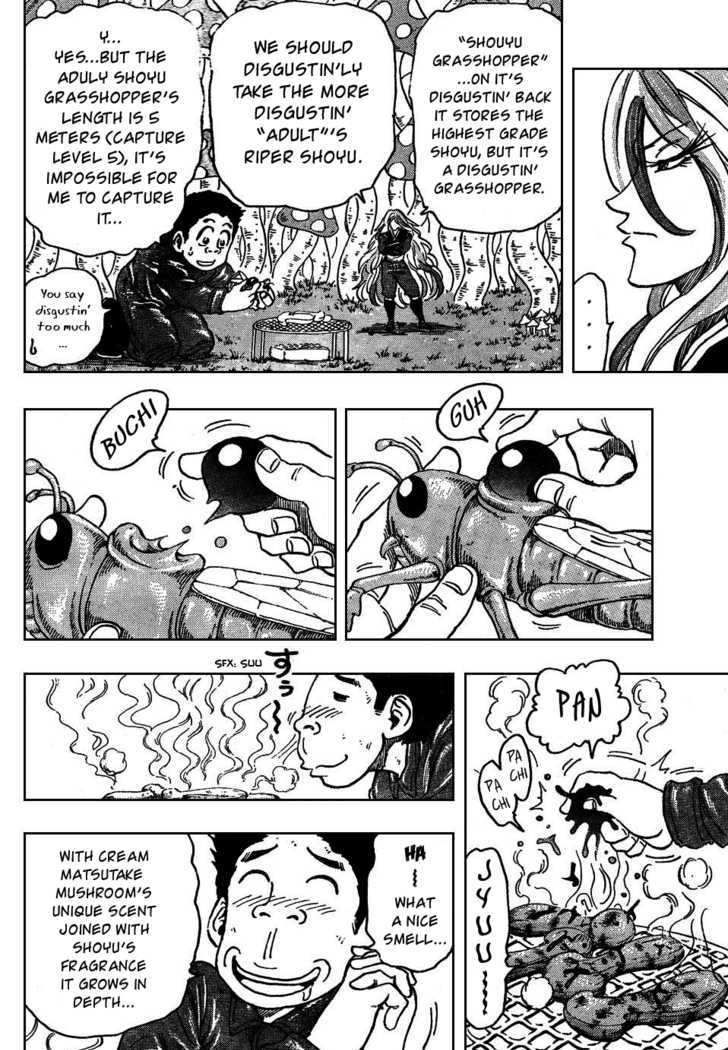 "SHOUYU
GRASSHOPPER"
...ON IT'S
DISGUSTIN' BACK
IT STORES THE
HIGHEST GRADE
SHOYU, BUT IT'S
A DISGUSTIN'
GRASSHOPPER.
WE SHOULD
DISGUSTIN'LY
TAKE THE MORE
DISGUSTIN'
"ADULT"'S
RIPER SHOYU.
Y...
YES...BUT THE
ADULY SHOYU
GRASSHOPPER'S
LENGTH IS 5
METERS (CAPTURE
LEVEL 5), IT'S
IMPOSSIBLE FOR
ME TO CAPTURE
IT...
You say
disgustin'
too much
...
...
GUH
BUCHI
PAN
PA
CHI
PA
CHI
JYUU
SFX: SUU
すぅ
HA
WHAT
A NICE
SMELL...
WITH CREAM
MATSUTAKE
MUSHROOM'S
UNIQUE SCENT
JOINED WITH
SHOYU'S
FRAGRANCE
IT GROWS IN
DEPTH...